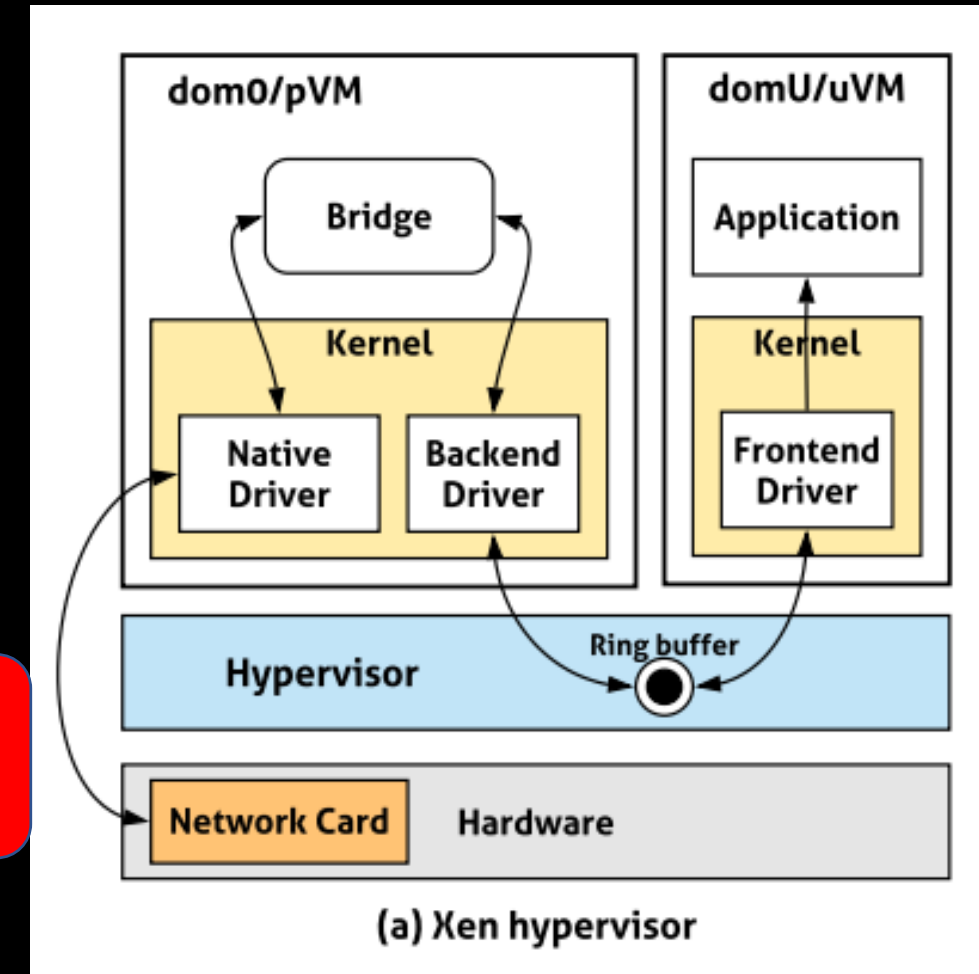 dom0/pVM
domU/uVM
Bridge
Application
Kernel
Kernel
Native
Driver
Backend
Driver
Frontend
Driver
Ring buffer
Hypervisor
Network Card
Hardware
(a) Xen hypervisor